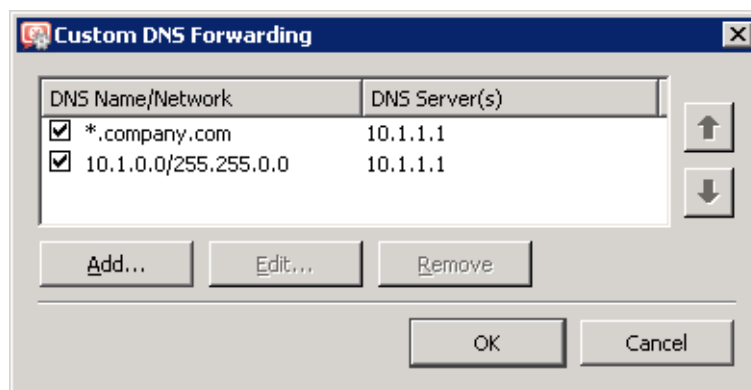 Custom DNS Forwarding
DNS Name/Network DNS Server(s)
*.company.com 10.1.1.1
10.1.0.0/255.255.0.0 10.1.1.1
Add... Edit... Remove
OK Cancel